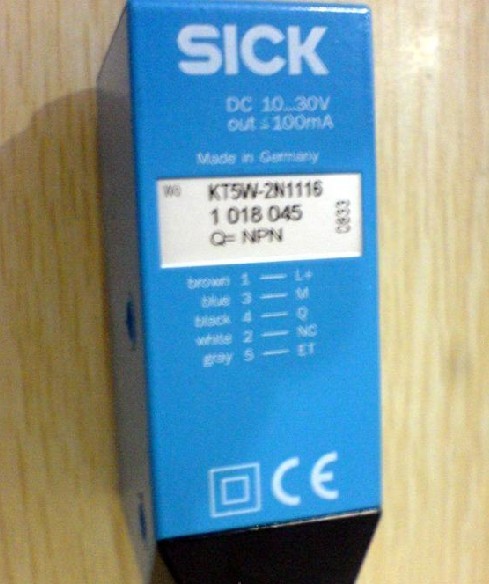 SICK
DC 10...30V
out ≤ 100mA
Made in Germany
KT5W-2N1116
1 018 045
Q= NPN
0833
brown 1 — L+
blue 3 — M
black 4 — Q
white 2 — NC
gray 5 — ET
CE